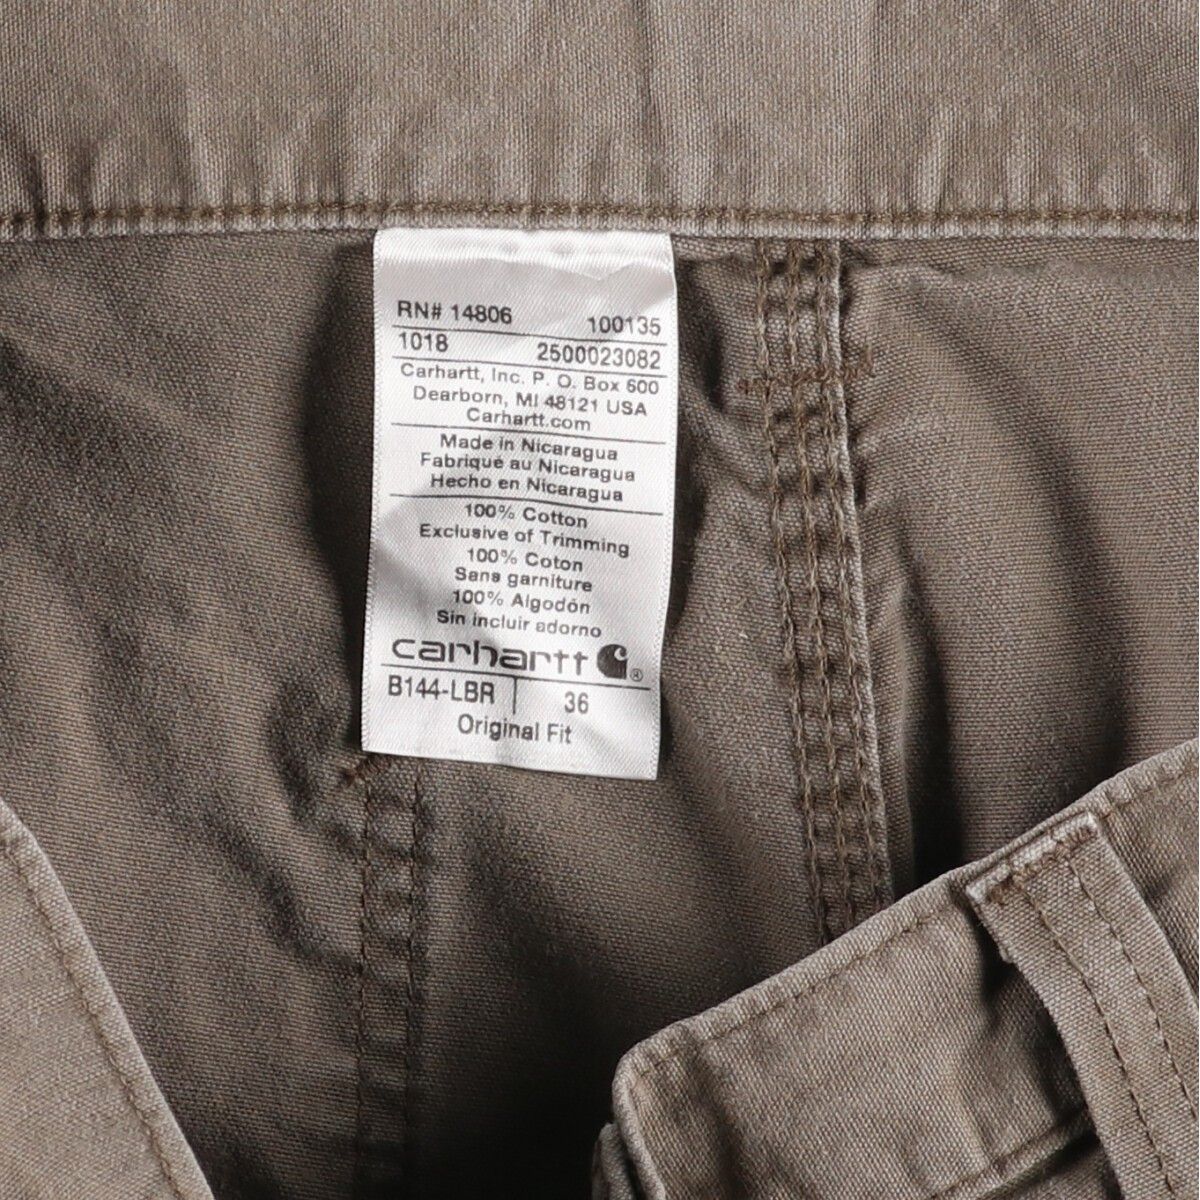 RN# 14806 100135
1018 2500023082
Carhartt, Inc. P. O. Box 600
Dearborn, MI 48121 USA
Carhartt.com
Made in Nicaragua
Fabriqué au Nicaragua
Hecho en Nicaragua
100% Cotton
Exclusive of Trimming
100% Coton
Sans garniture
100% Algodón
Sin incluir adorno
carhartt ®
B144-LBR 36
Original Fit